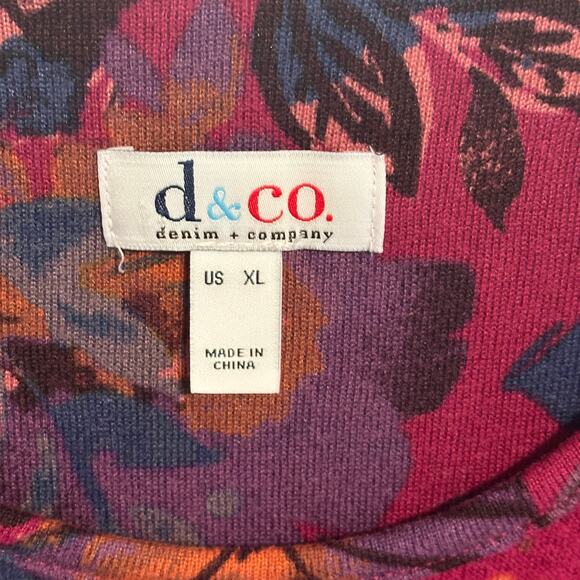 d&co.
denim + company
US XL
MADE IN
CHINA